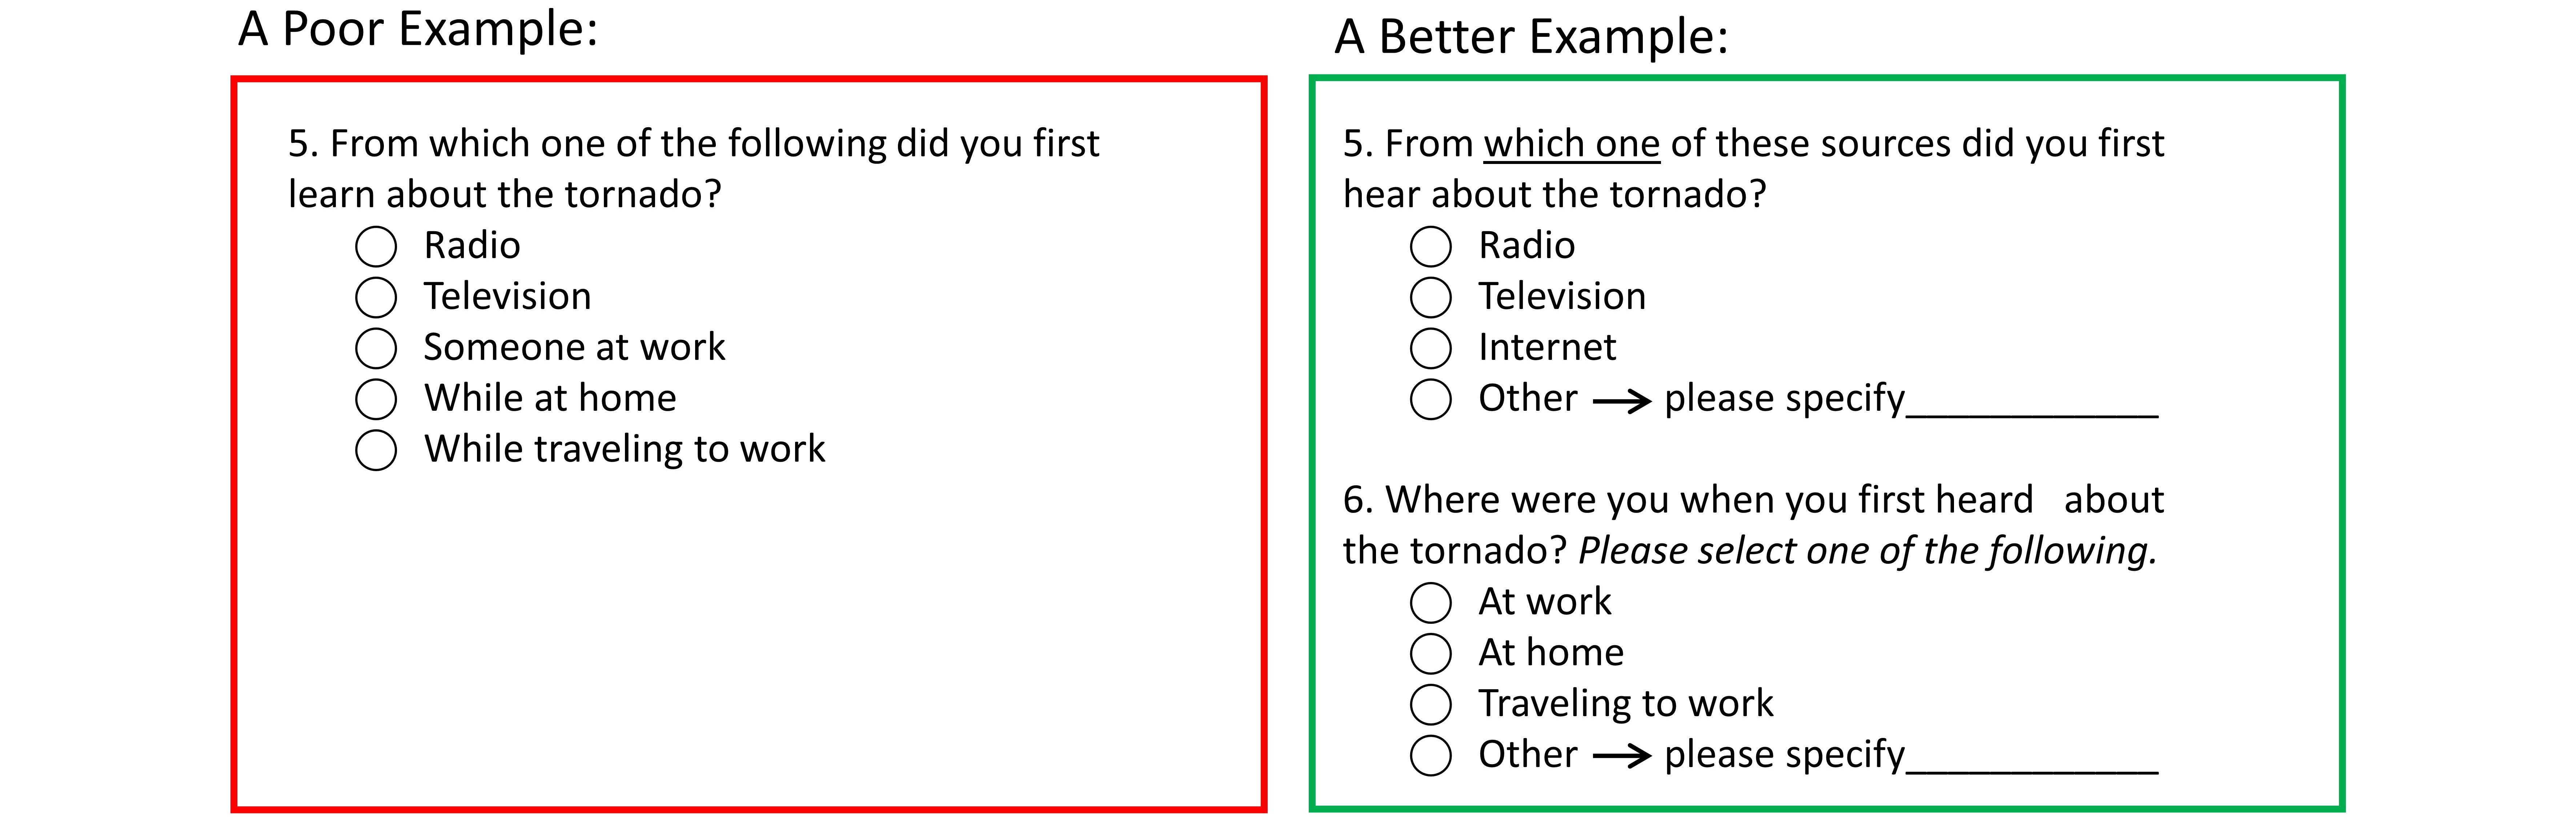 A Poor Example:
5. From which one of the following did you first
learn about the tornado?
Radio
Television
Someone at work
While at home
While traveling to work
A Better Example:
5. From which one of these sources did you first
hear about the tornado?
Radio
Television
Internet
Other → please specify____________
6. Where were you when you first heard   about
the tornado? Please select one of the following.
At work
At home
Traveling to work
Other → please specify____________